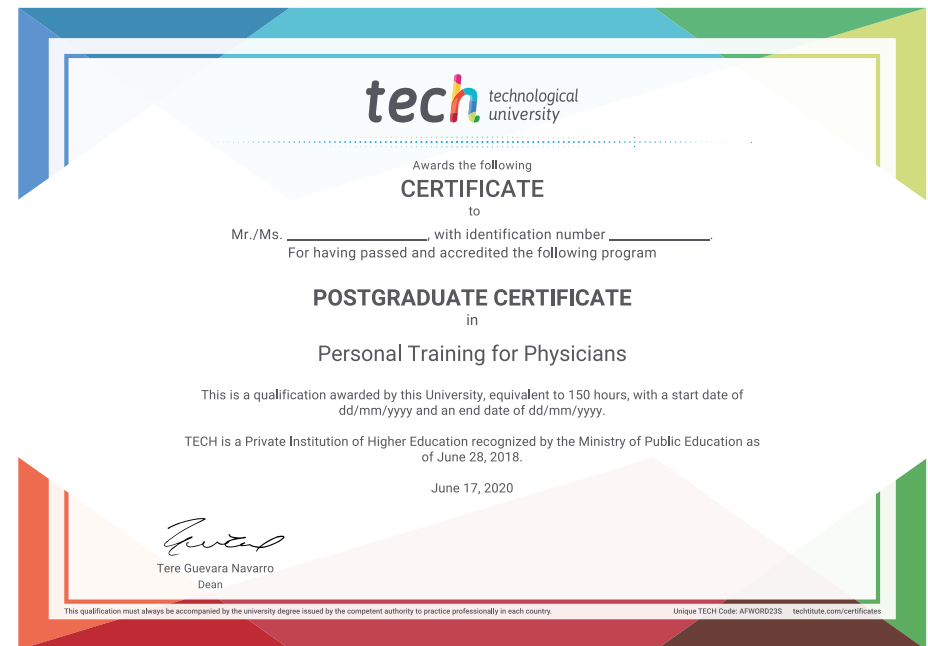 tech technological
university
Awards the following
CERTIFICATE
to
Mr./Ms. ____________________, with identification number ______________.
For having passed and accredited the following program
POSTGRADUATE CERTIFICATE
in
Personal Training for Physicians
This is a qualification awarded by this University, equivalent to 150 hours, with a start date of
dd/mm/yyyy and an end date of dd/mm/yyyy.
TECH is a Private Institution of Higher Education recognized by the Ministry of Public Education as
of June 28, 2018.
June 17, 2020
Tere Guevara Navarro
Dean
This qualification must always be accompanied by the university degree issued by the competent authority to practice professionally in each country.
Unique TECH Code: AFWORD23S techtitute.com/certificates